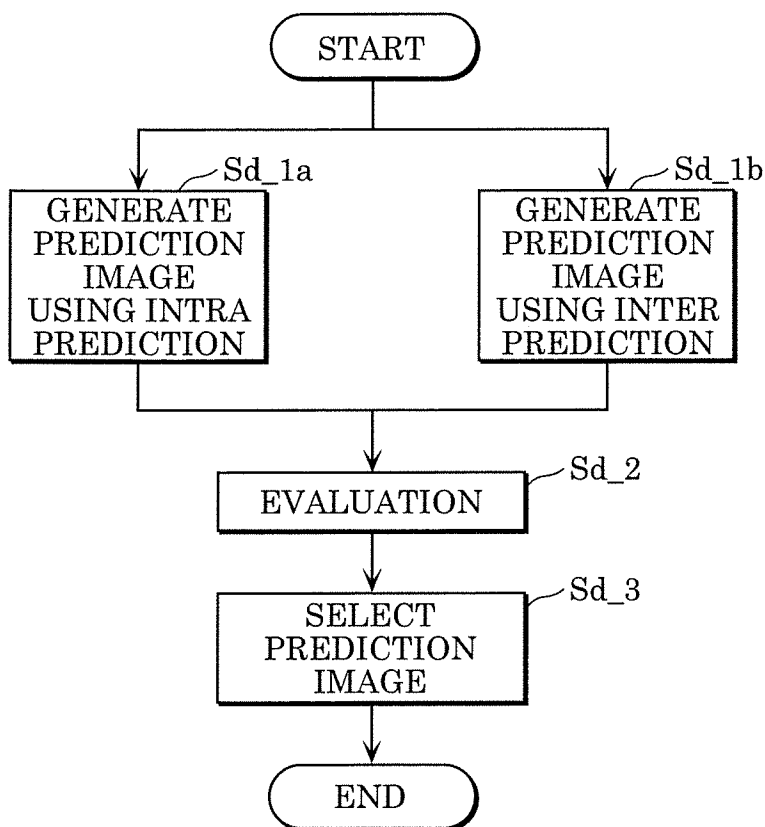 START
Sd_1a
GENERATE
PREDICTION
IMAGE
USING INTRA
PREDICTION
Sd_1b
GENERATE
PREDICTION
IMAGE
USING INTER
PREDICTION
Sd_2
EVALUATION
Sd_3
SELECT
PREDICTION
IMAGE
END